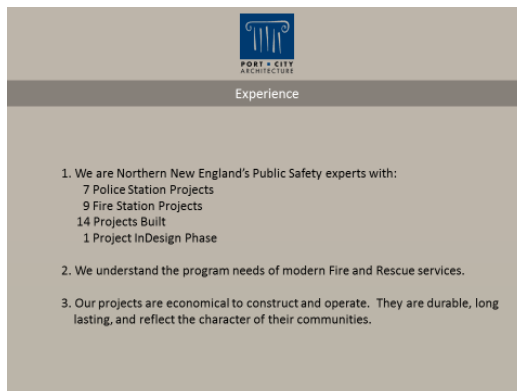 PORT • CITY
ARCHITECTURE
Experience
1. We are Northern New England's Public Safety experts with:
7 Police Station Projects
9 Fire Station Projects
14 Projects Built
1 Project InDesign Phase
2. We understand the program needs of modern Fire and Rescue services.
3. Our projects are economical to construct and operate. They are durable, long
lasting, and reflect the character of their communities.